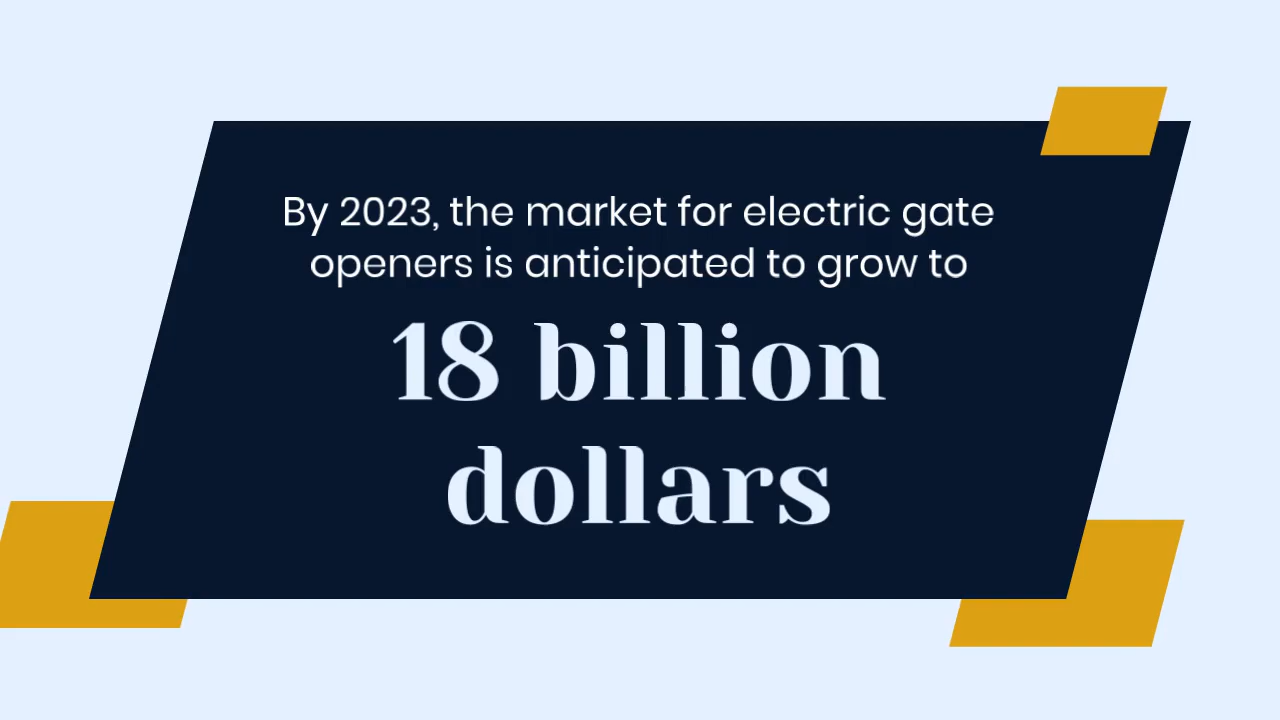 By 2023, the market for electric gate
openers is anticipated to grow to
18 billion
dollars